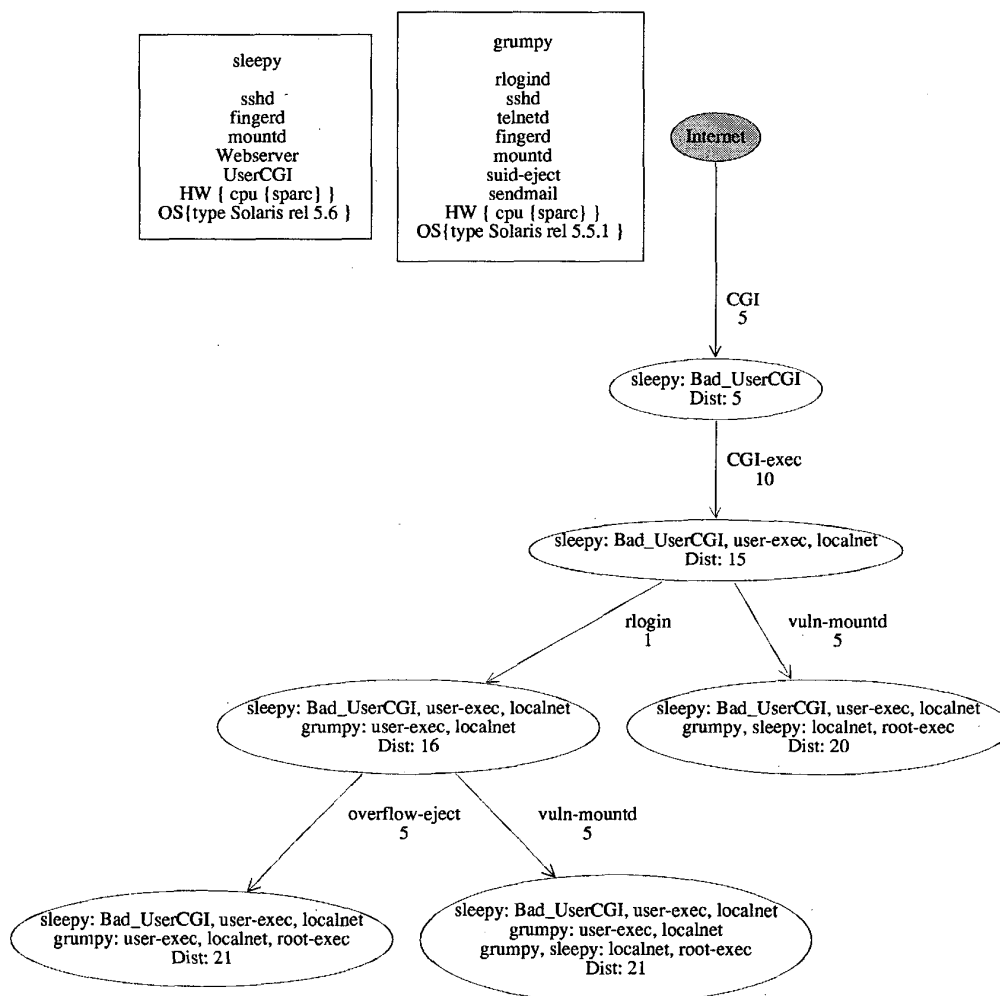 sleepy
sshd
fingerd
mountd
Webserver
UserCGI
HW { cpu {sparc} }
OS{type Solaris rel 5.6 }
grumpy
rlogind
sshd
telnetd
fingerd
mountd
suid-eject
sendmail
HW { cpu {sparc} }
OS{type Solaris rel 5.5.1 }
Internet
CGI
5
sleepy: Bad_UserCGI
Dist: 5
CGI-exec
10
sleepy: Bad_UserCGI, user-exec, localnet
Dist: 15
rlogin
1
vuln-mountd
5
sleepy: Bad_UserCGI, user-exec, localnet
grumpy: user-exec, localnet
Dist: 16
sleepy: Bad_UserCGI, user-exec, localnet
grumpy, sleepy: localnet, root-exec
Dist: 20
overflow-eject
5
vuln-mountd
5
sleepy: Bad_UserCGI, user-exec, localnet
grumpy: user-exec, localnet, root-exec
Dist: 21
sleepy: Bad_UserCGI, user-exec, localnet
grumpy: user-exec, localnet
grumpy, sleepy: localnet, root-exec
Dist: 21